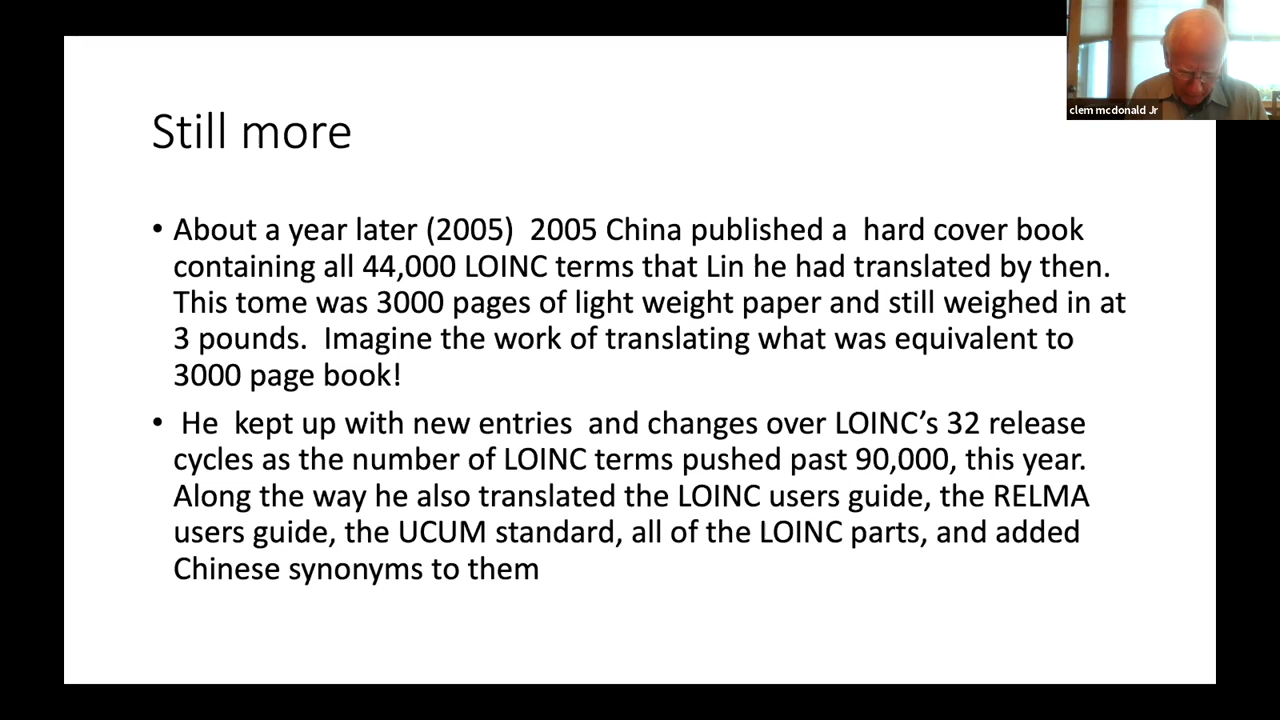 clem mcdonald Jr
Still more
• About a year later (2005)  2005 China published a  hard cover book
containing all 44,000 LOINC terms that Lin he had translated by then.
This tome was 3000 pages of light weight paper and still weighed in at
3 pounds.  Imagine the work of translating what was equivalent to
3000 page book!
•  He  kept up with new entries  and changes over LOINC’s 32 release
cycles as the number of LOINC terms pushed past 90,000, this year.
Along the way he also translated the LOINC users guide, the RELMA
users guide, the UCUM standard, all of the LOINC parts, and added
Chinese synonyms to them